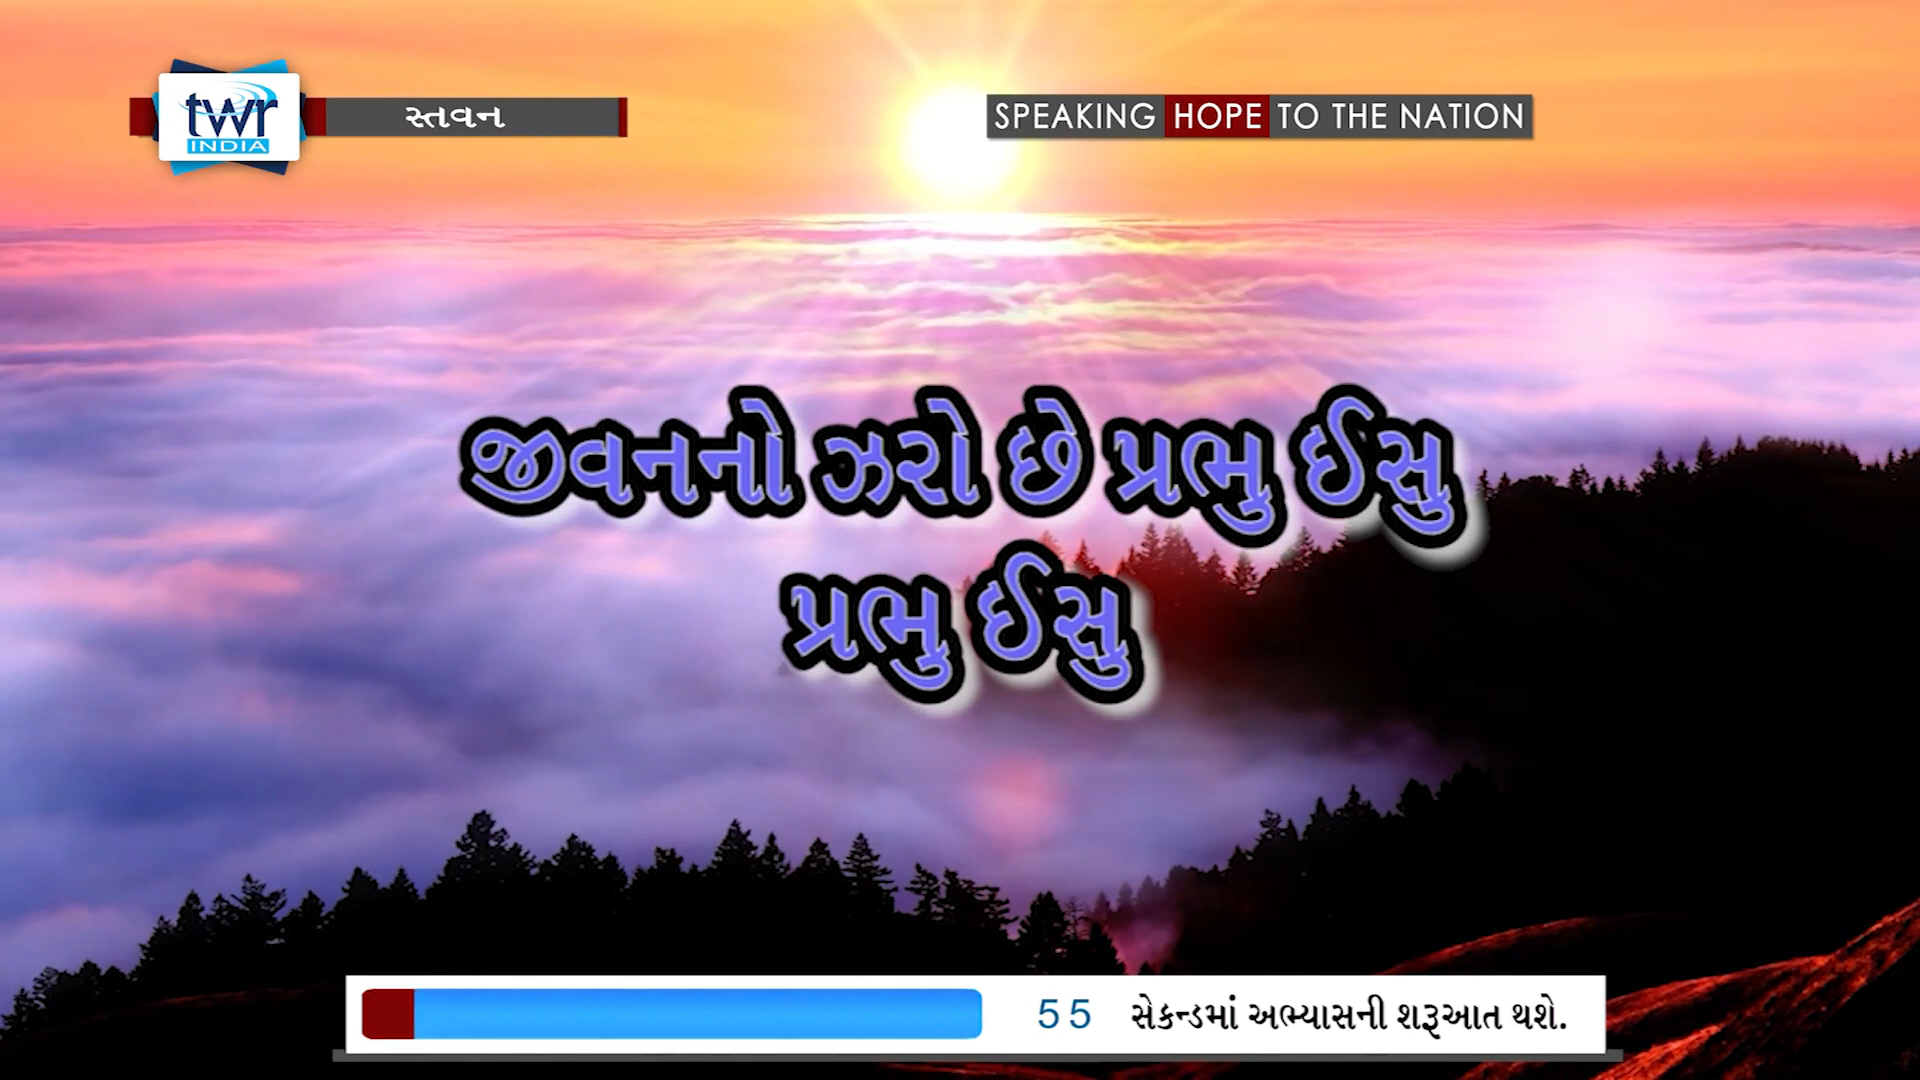 twr
INDIA
સ્તવન
SPEAKING HOPE TO THE NATION
જીવનનો ઝરો છે પ્રભુ ઈસુ
પ્રભુ ઈસુ
55 સેકન્ડમાં અભ્યાસની શરૂઆત થશે.